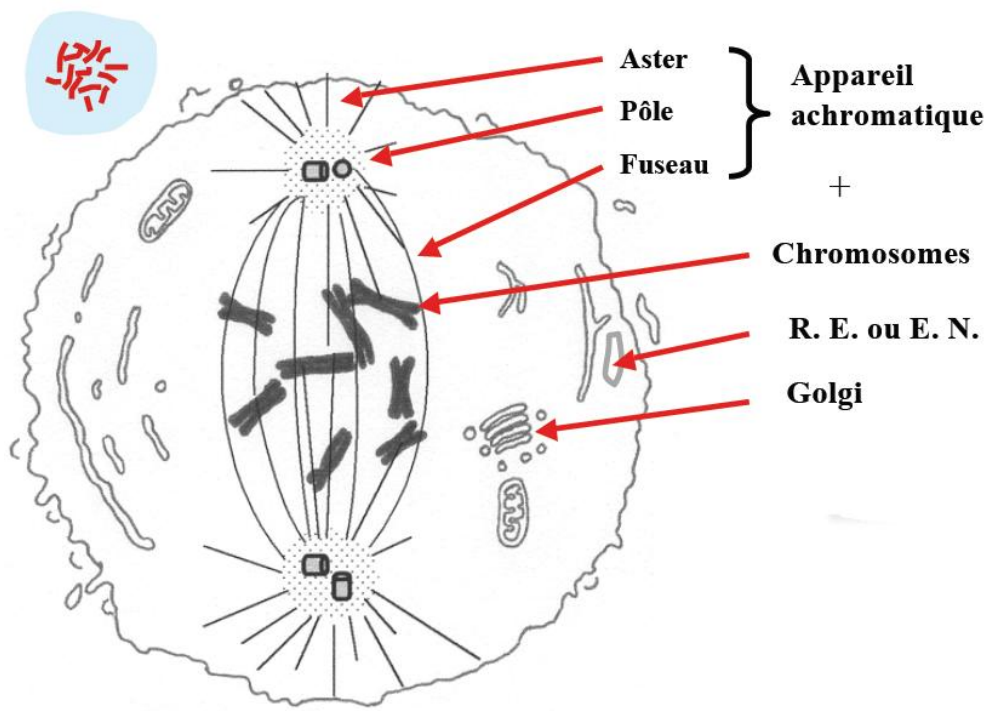 Aster
Pôle
Fuseau
Appareil
achromatique
+
Chromosomes
R. E. ou E. N.
Golgi